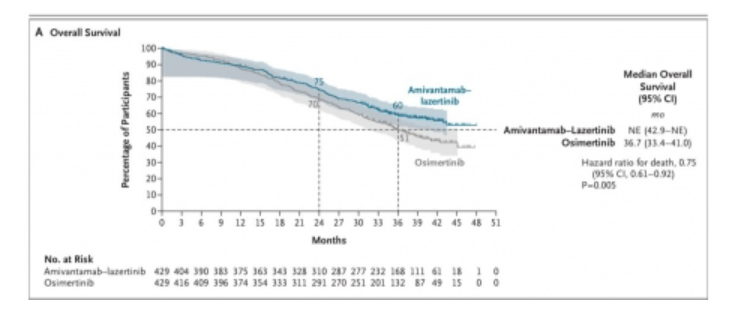 A Overall Survival
Percentage of Participants
100
90
80
70
60
50
40
30
20
10
0
75
70
60
51
Amivantamab–
lazertinib
Osimertinib
0 3 6 9 12 15 18 21 24 27 30 33 36 39 42 45 48 51
Months
Median Overall
Survival
(95% CI)
mo
Amivantamab–Lazertinib NE (42.9–NE)
Osimertinib 36.7 (33.4–41.0)
Hazard ratio for death, 0.75
(95% CI, 0.61–0.92)
P=0.005
No. at Risk
Amivantamab–lazertinib 429 404 390 383 375 363 343 328 310 287 277 232 168 111 61 18 1 0
Osimertinib 429 416 409 396 374 354 333 311 291 270 251 201 132 87 49 15 0 0